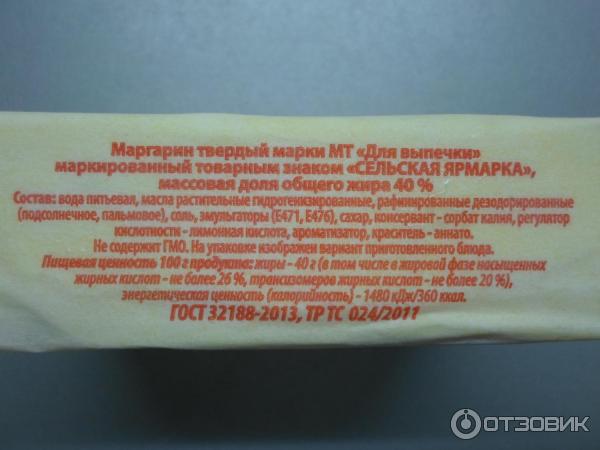 Маргарин твердый марки МТ «Для выпечки»
маркированный товарным знаком «СЕЛЬСКАЯ ЯРМАРКА»,
массовая доля общего жира 40 %
Состав: вода питьевая, масла растительные гидрогенизированные, рафинированные дезодорированные
(подсолнечное, пальмовое), соль, эмульгаторы (Е471, Е476), сахар, консервант - сорбат калия, регулятор
кислотности - лимонная кислота, ароматизатор, краситель - аннато.
Не содержит ГМО. На упаковке изображен вариант приготовленного блюда.
Пищевая ценность 100 г продукта: жиры - 40 г (в том числе в жировой фазе насыщенных
жирных кислот - не более 26 %, трансизомеров жирных кислот - не более 20 %),
энергетическая ценность (калорийность) - 1480 кДж/360 ккал.
ГОСТ 32188-2013, ТР ТС 024/2011
ОТЗОВИК